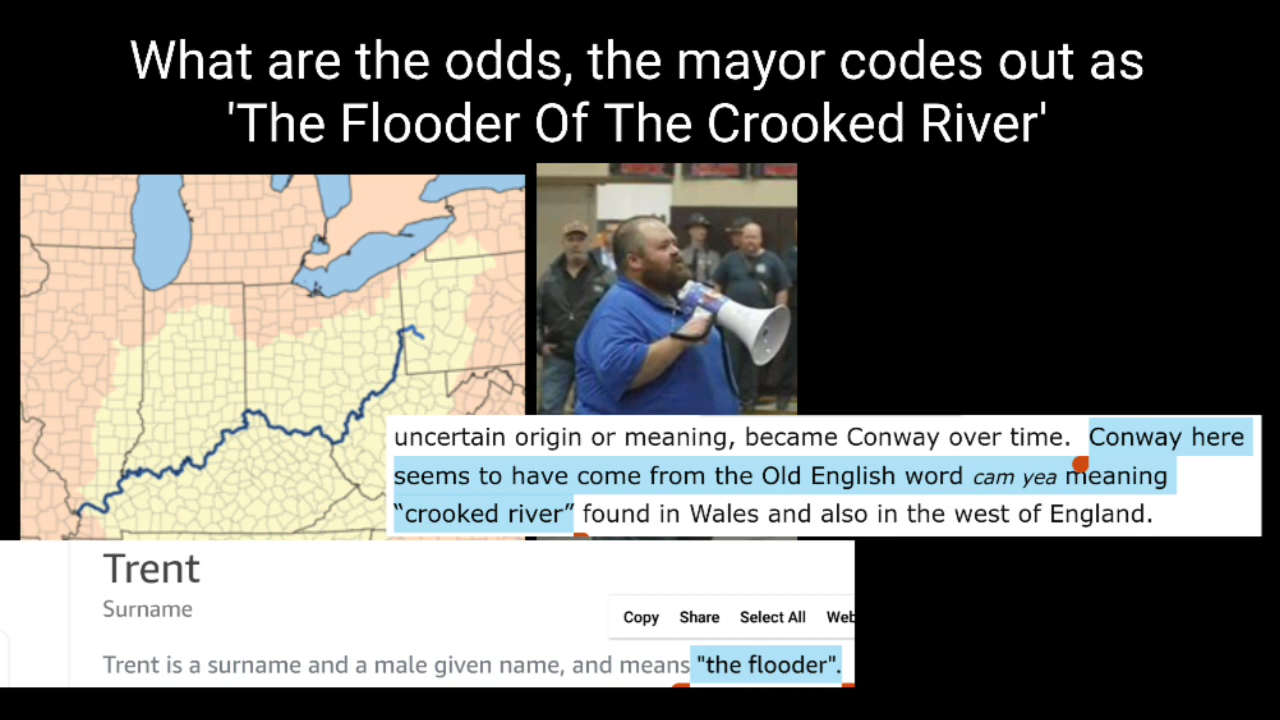 What are the odds, the mayor codes out as
'The Flooder Of The Crooked River'
uncertain origin or meaning, became Conway over time. Conway here
seems to have come from the Old English word cam yea meaning
“crooked river” found in Wales and also in the west of England.
Trent
Surname
Copy Share Select All Web
Trent is a surname and a male given name, and means "the flooder".